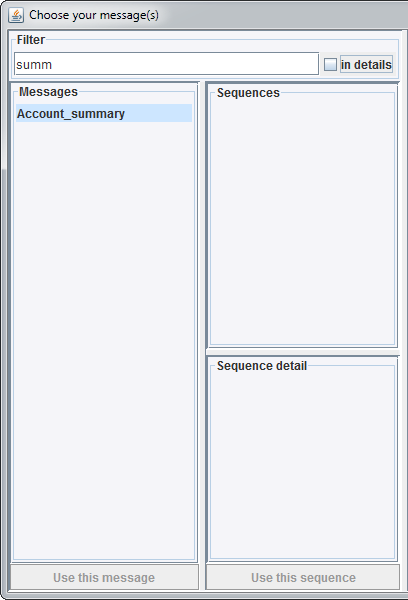 Choose your message(s)
Filter
summ
in details
Messages
Account_summary
Sequences
Sequence detail
Use this message
Use this sequence